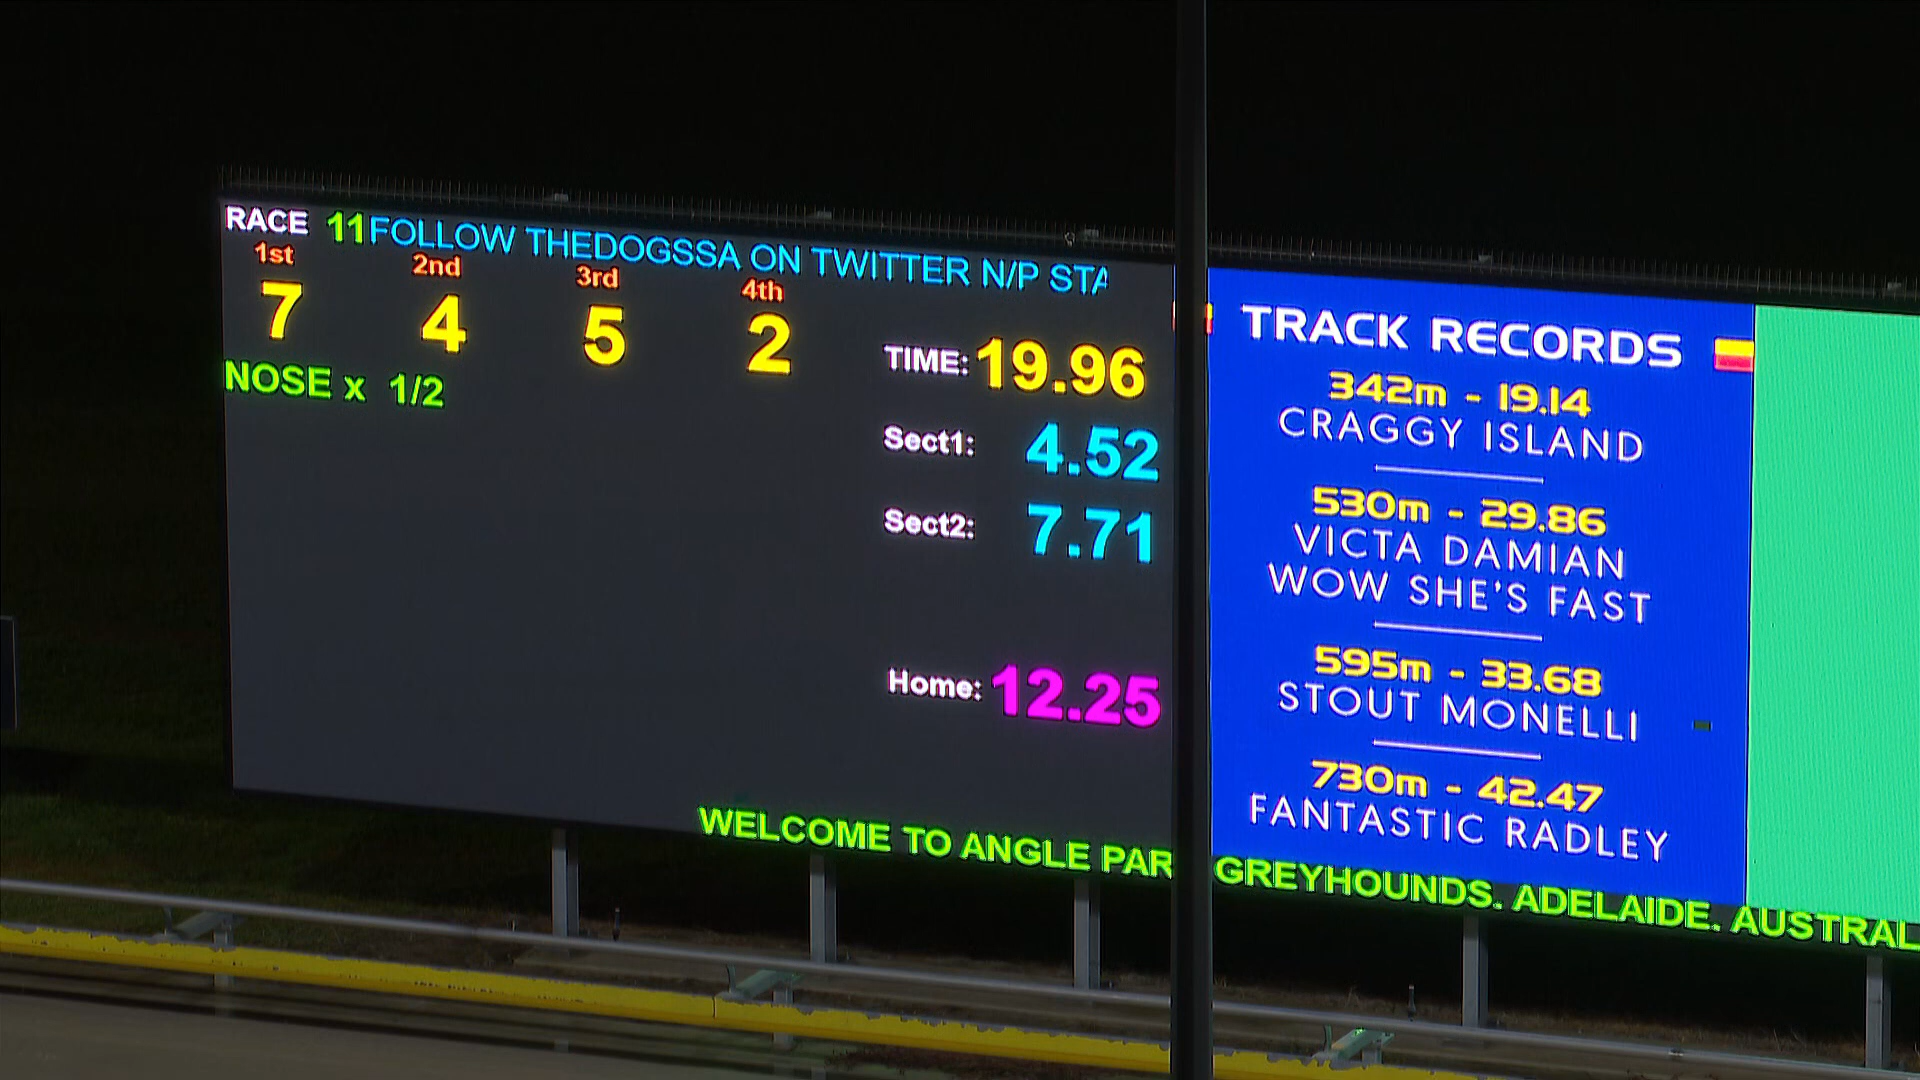 RACE 11 FOLLOW THEDOGSSA ON TWITTER N/P STA
1st 2nd 3rd 4th
7 4 5 2
NOSE x 1/2
TIME: 19.96
Sect1: 4.52
Sect2: 7.71
Home: 12.25
TRACK RECORDS
342m - 19.14
CRAGGY ISLAND
530m - 29.86
VICTA DAMIAN
WOW SHE'S FAST
595m - 33.68
STOUT MONELLI
730m - 42.47
FANTASTIC RADLEY
WELCOME TO ANGLE PAR GREYHOUNDS. ADELAIDE. AUSTRAL